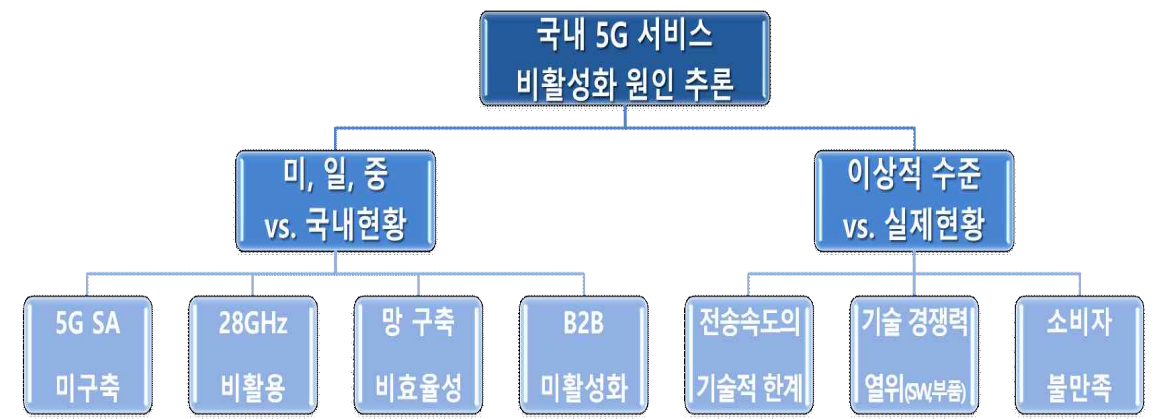 국내 5G 서비스
비활성화 원인 추론
미, 일, 중
vs. 국내현황
이상적 수준
vs. 실제현황
5G SA
미구축
28GHz
비활용
망 구축
비효율성
B2B
미활성화
전송속도의
기술적 한계
기술 경쟁력
열위(SW,부품)
소비자
불만족